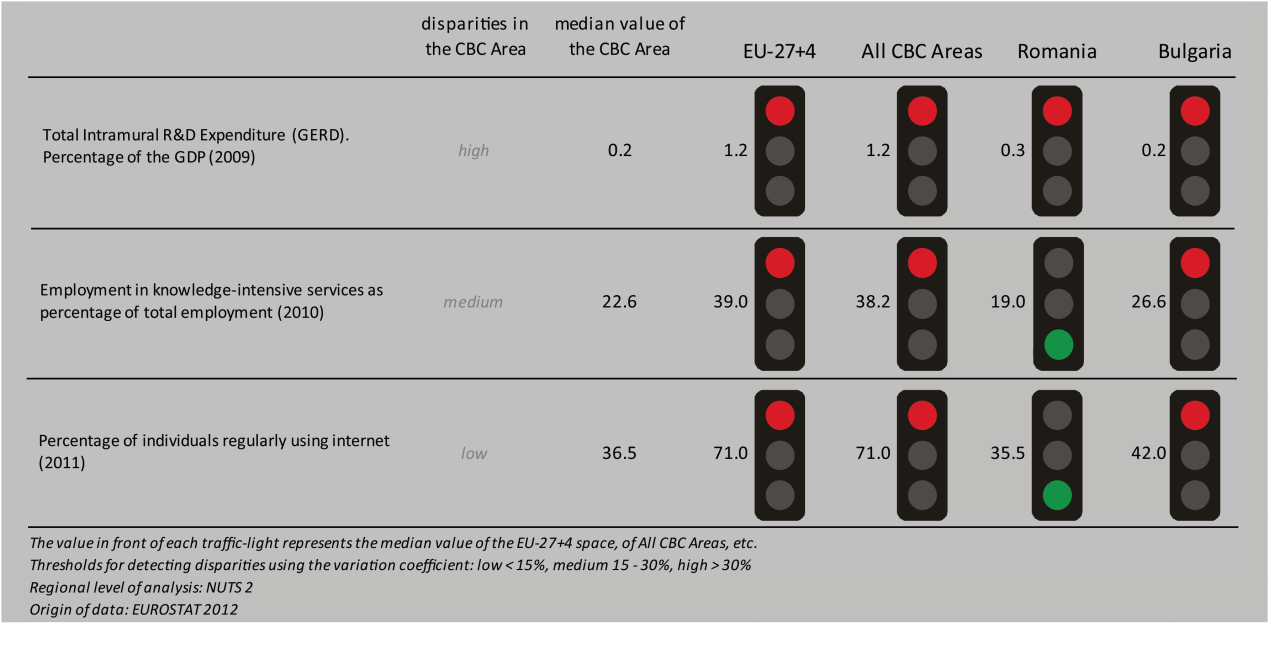 disparities in
the CBC Area
median value of
the CBC Area
EU-27+4
All CBC Areas
Romania
Bulgaria
Total Intramural R&D Expenditure (GERD).
Percentage of the GDP (2009)
high
0.2
1.2
1.2
0.3
0.2
Employment in knowledge-intensive services as
percentage of total employment (2010)
medium
22.6
39.0
38.2
19.0
26.6
Percentage of individuals regularly using internet
(2011)
low
36.5
71.0
71.0
35.5
42.0
The value in front of each traffic-light represents the median value of the EU-27+4 space, of All CBC Areas, etc.
Thresholds for detecting disparities using the variation coefficient: low < 15%, medium 15 - 30%, high > 30%
Regional level of analysis: NUTS 2
Origin of data: EUROSTAT 2012